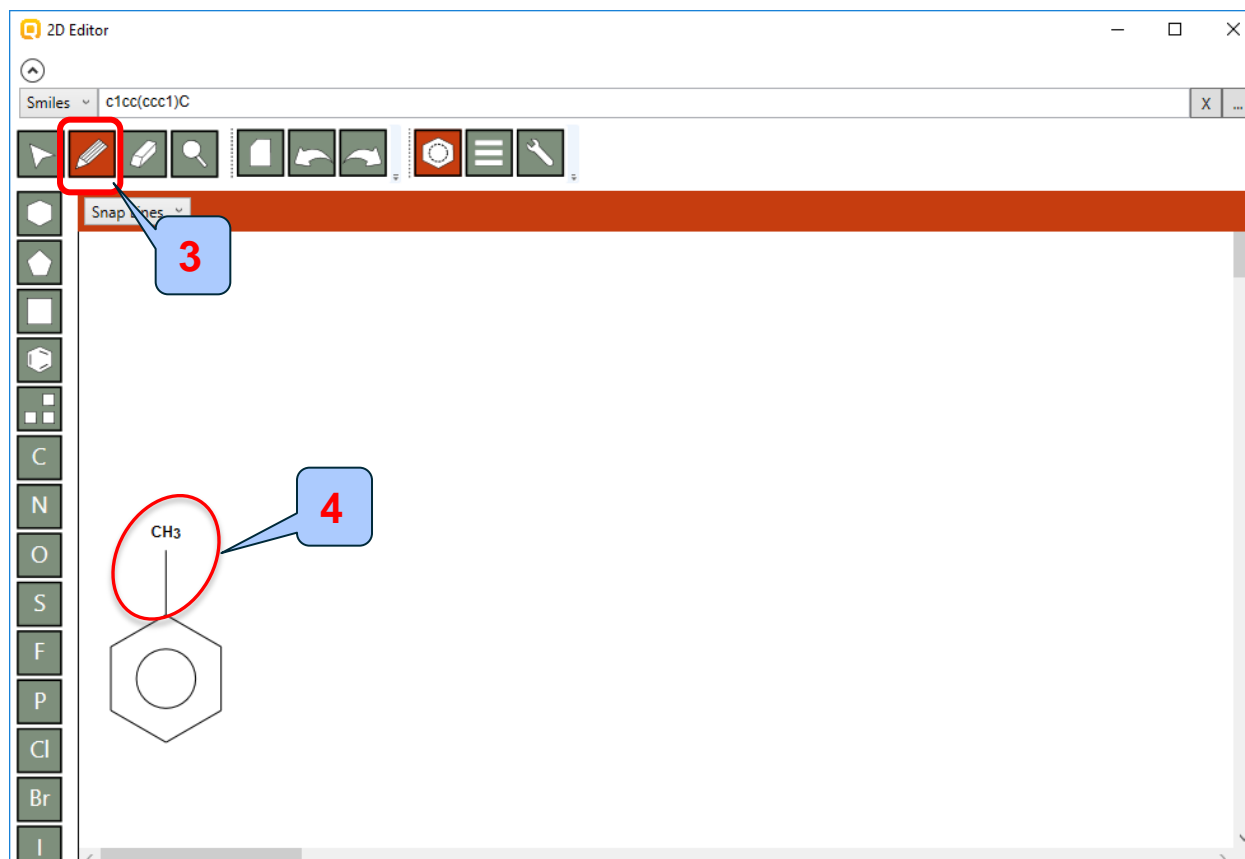 2D Editor
Smiles c1cc(ccc1)C X ...
Snap Lines
3
C
N
4
CH3
O
S
F
P
Cl
Br
I